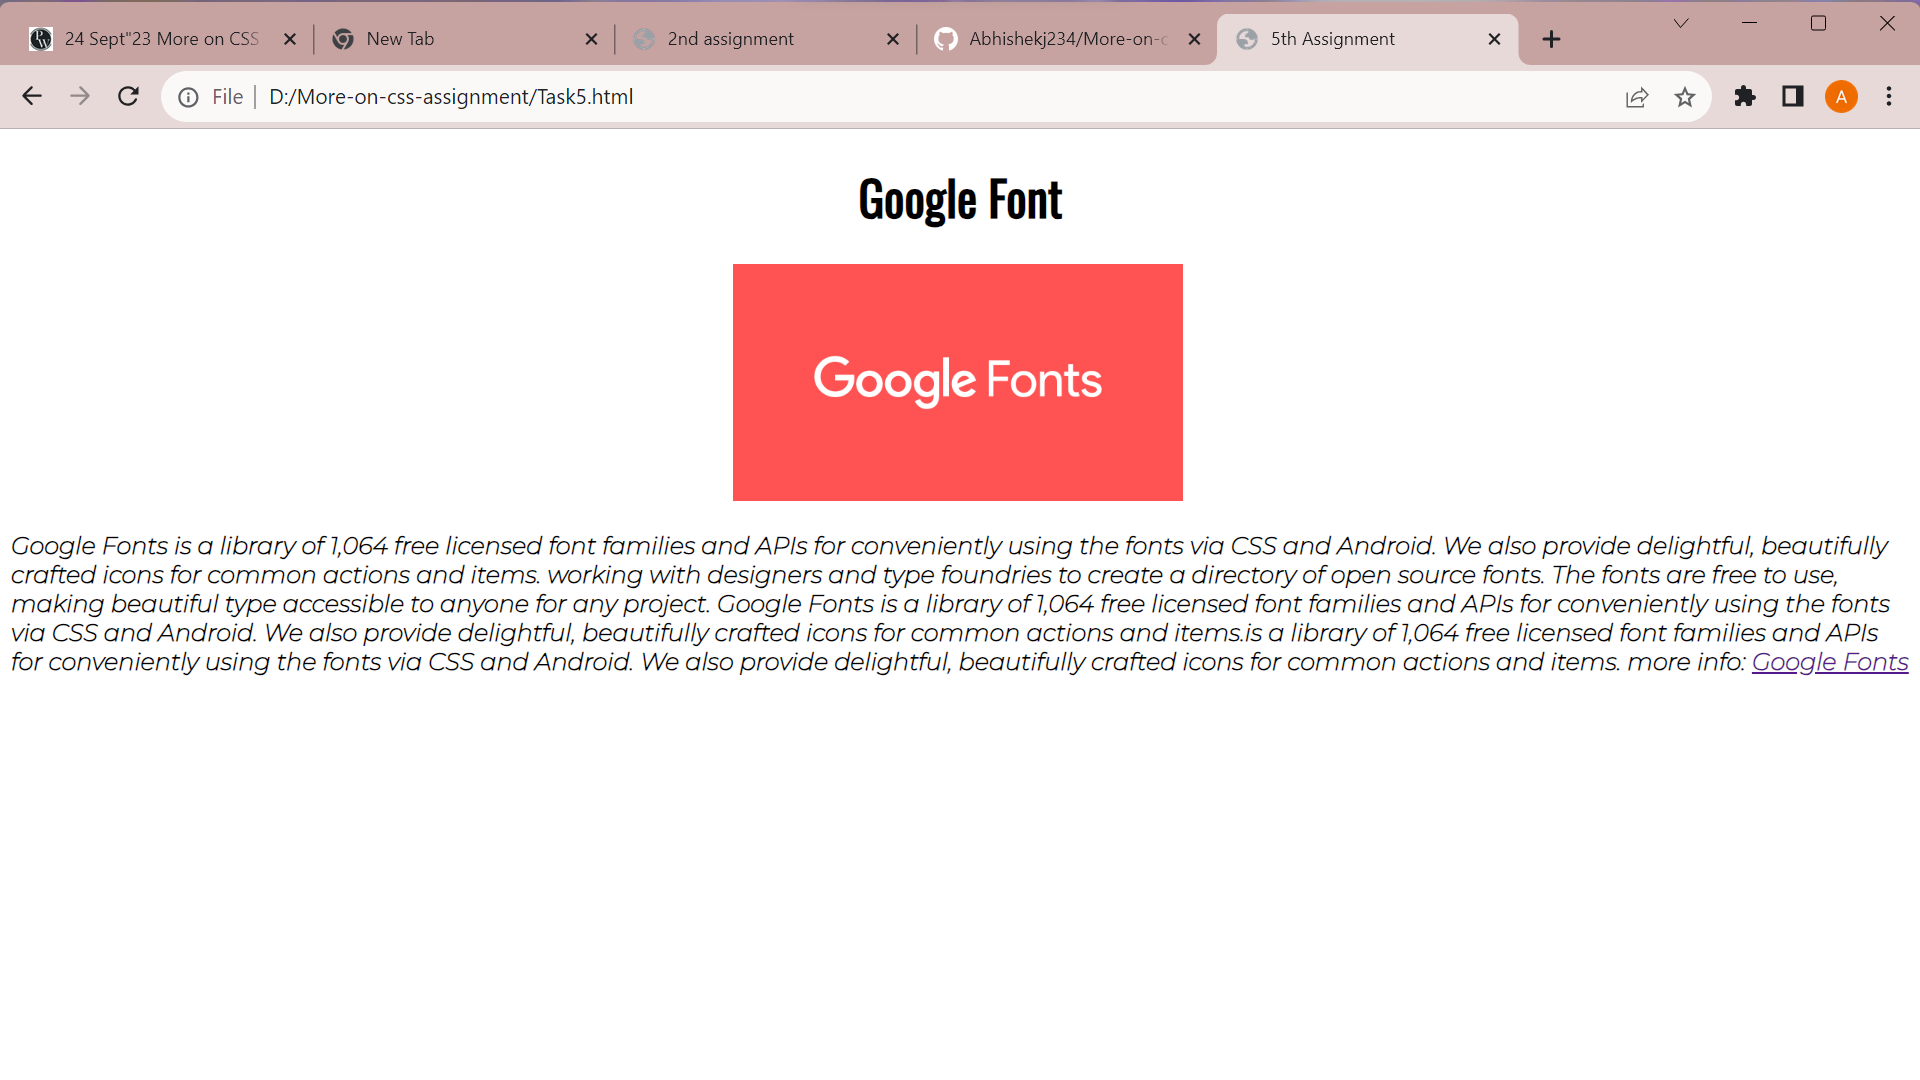 24 Sept"23 More on CSS
New Tab
2nd assignment
Abhishekj234/More-on-c
5th Assignment
File
D:/More-on-css-assignment/Task5.html
A
Google Font
Google Fonts
Google Fonts is a library of 1,064 free licensed font families and APIs for conveniently using the fonts via CSS and Android. We also provide delightful, beautifully
crafted icons for common actions and items. working with designers and type foundries to create a directory of open source fonts. The fonts are free to use,
making beautiful type accessible to anyone for any project. Google Fonts is a library of 1,064 free licensed font families and APIs for conveniently using the fonts
via CSS and Android. We also provide delightful, beautifully crafted icons for common actions and items.is a library of 1,064 free licensed font families and APIs
for conveniently using the fonts via CSS and Android. We also provide delightful, beautifully crafted icons for common actions and items. more info: Google Fonts